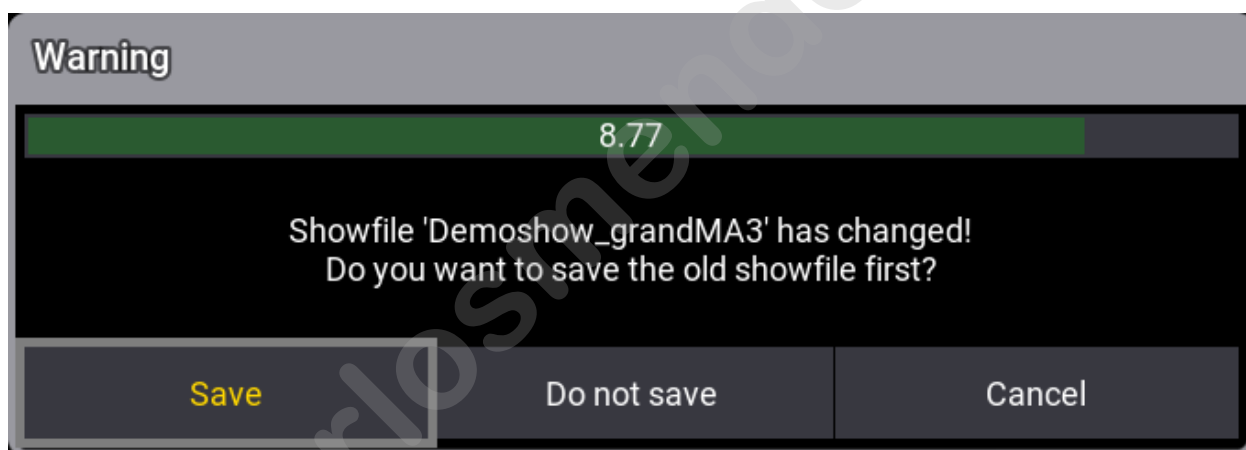 Warning
8.77
Showfile 'Demoshow_grandMA3' has changed!
Do you want to save the old showfile first?
Save
Do not save
Cancel